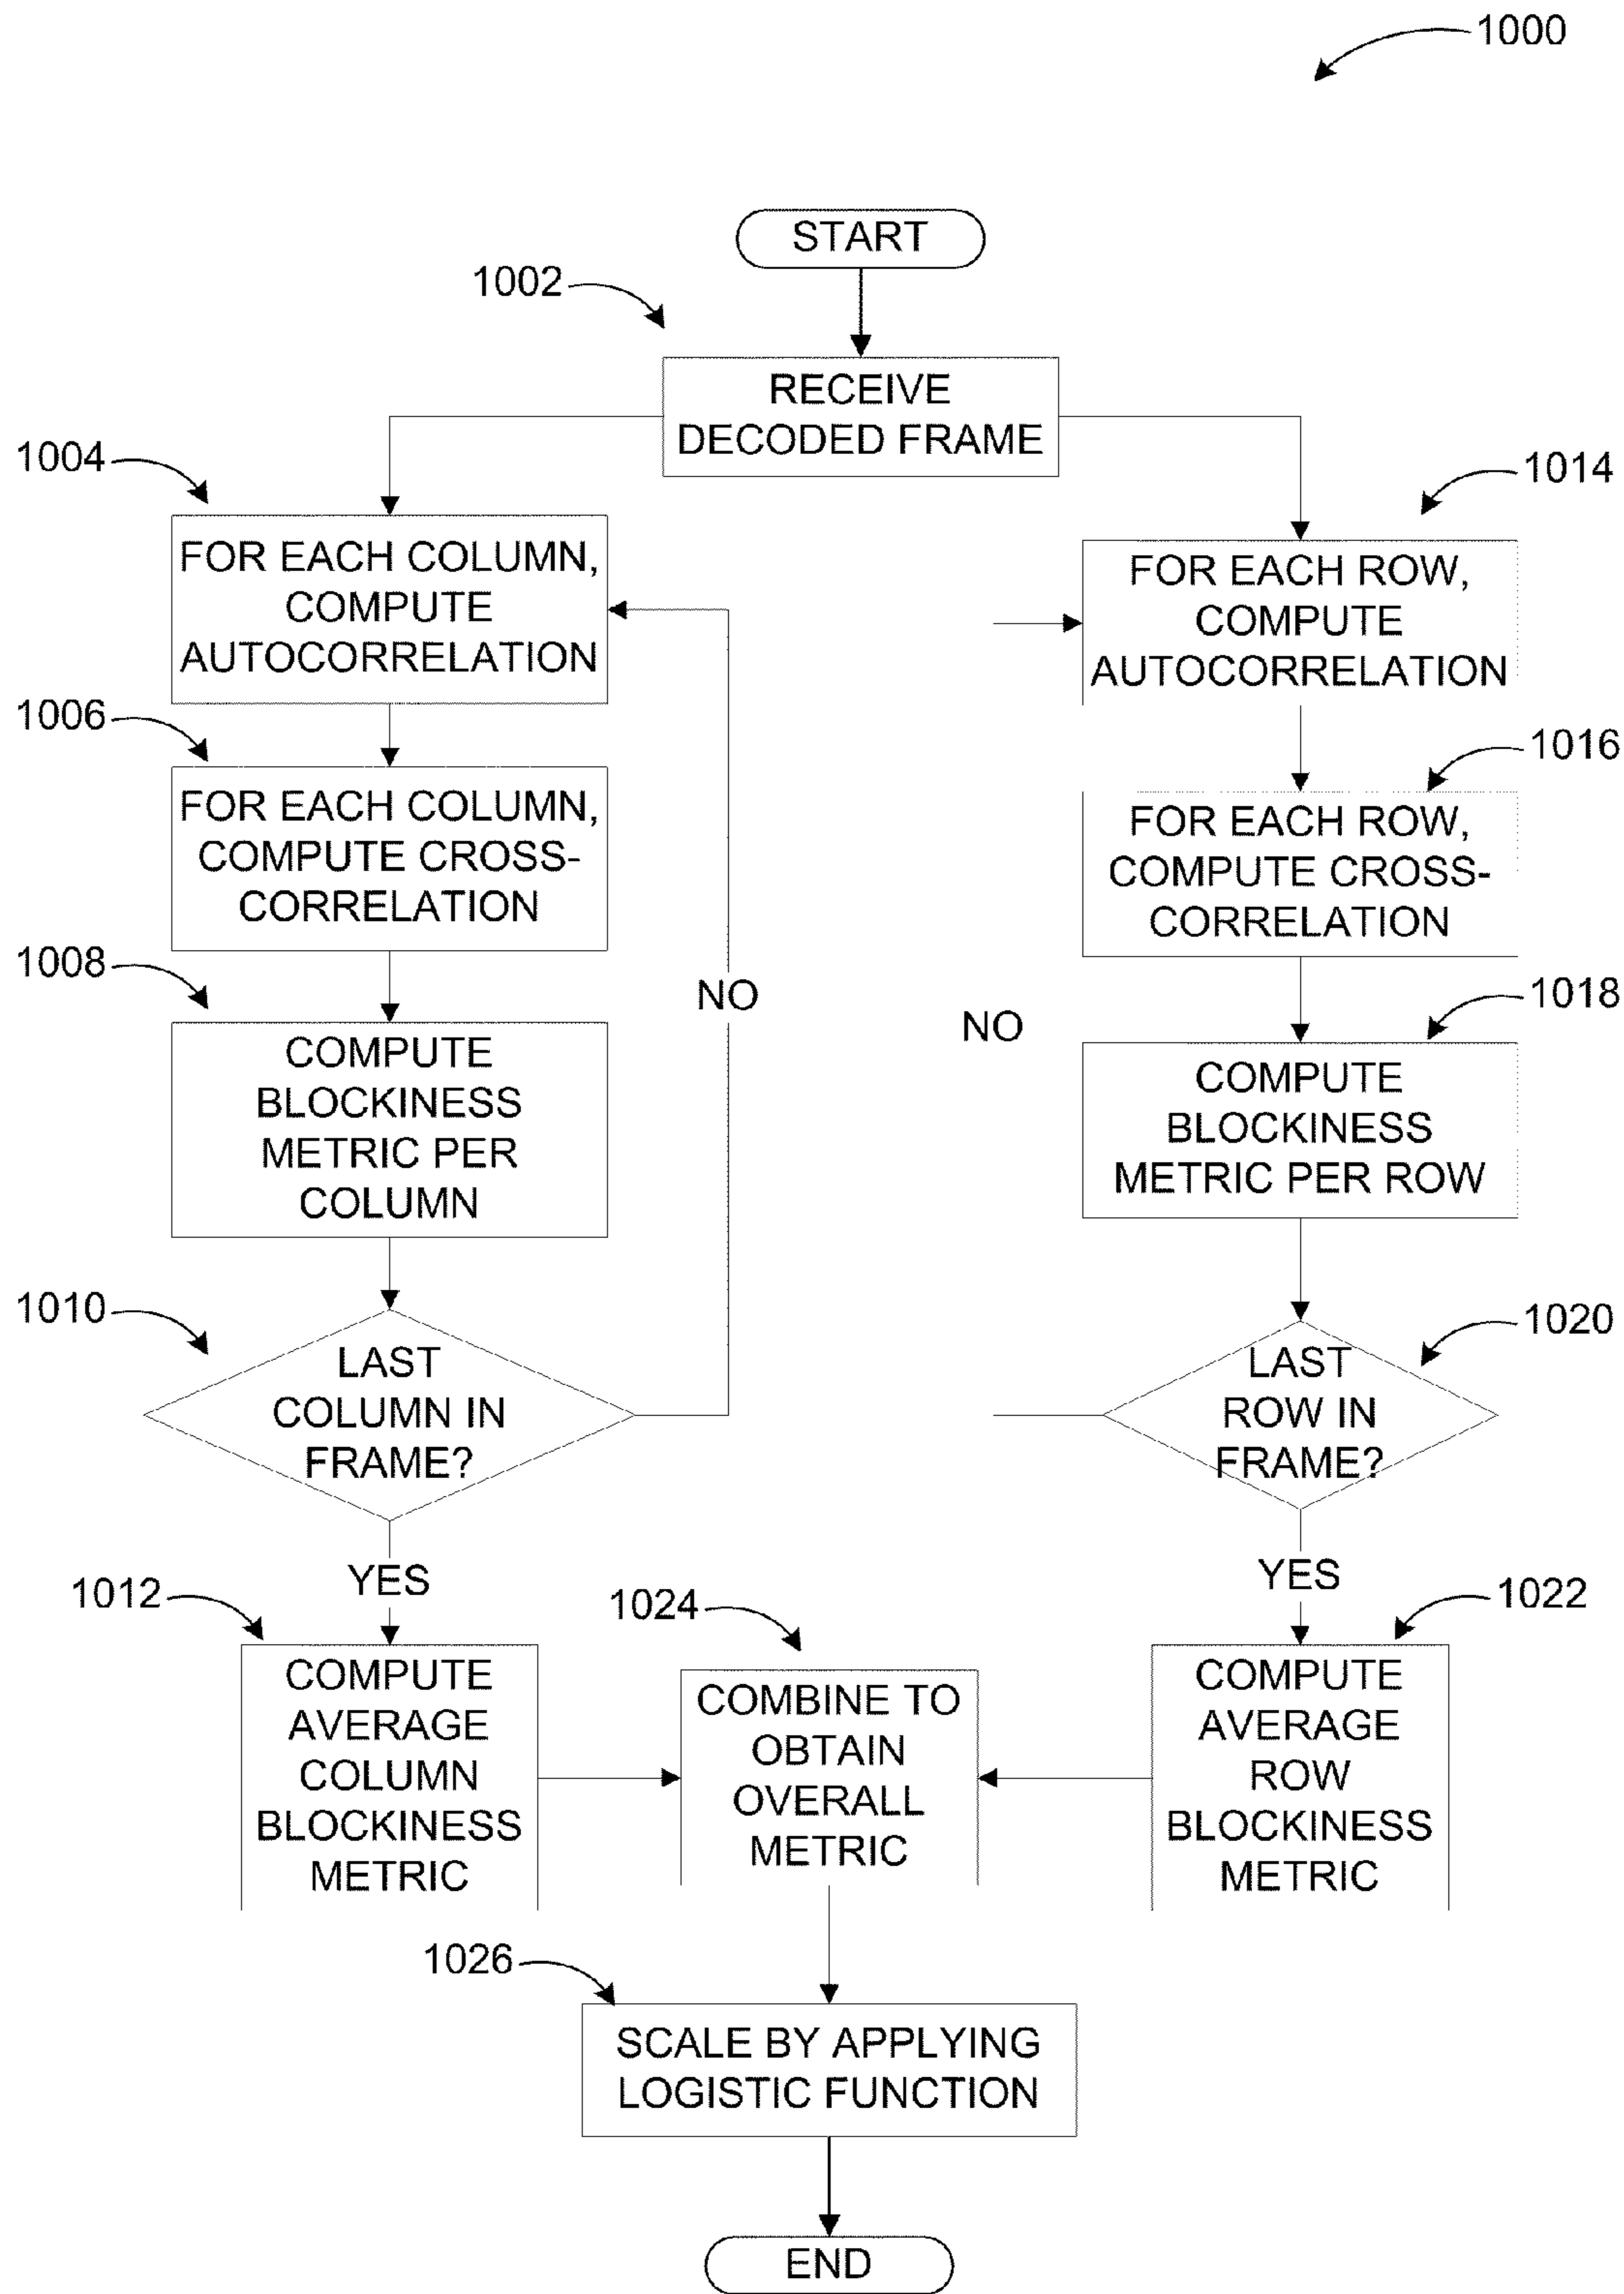 1000
START
1002
RECEIVE
DECODED FRAME
1004
FOR EACH COLUMN,
COMPUTE
AUTOCORRELATION
1006
FOR EACH COLUMN,
COMPUTE CROSS-
CORRELATION
1008
COMPUTE
BLOCKINESS
METRIC PER
COLUMN
NO
1010
LAST
COLUMN IN
FRAME?
YES
1012
COMPUTE
AVERAGE
COLUMN
BLOCKINESS
METRIC
1014
FOR EACH ROW,
COMPUTE
AUTOCORRELATION
1016
FOR EACH ROW,
COMPUTE CROSS-
CORRELATION
1018
COMPUTE
BLOCKINESS
METRIC PER ROW
NO
1020
LAST
ROW IN
FRAME?
YES
1022
COMPUTE
AVERAGE
ROW
BLOCKINESS
METRIC
1024
COMBINE TO
OBTAIN
OVERALL
METRIC
1026
SCALE BY APPLYING
LOGISTIC FUNCTION
END